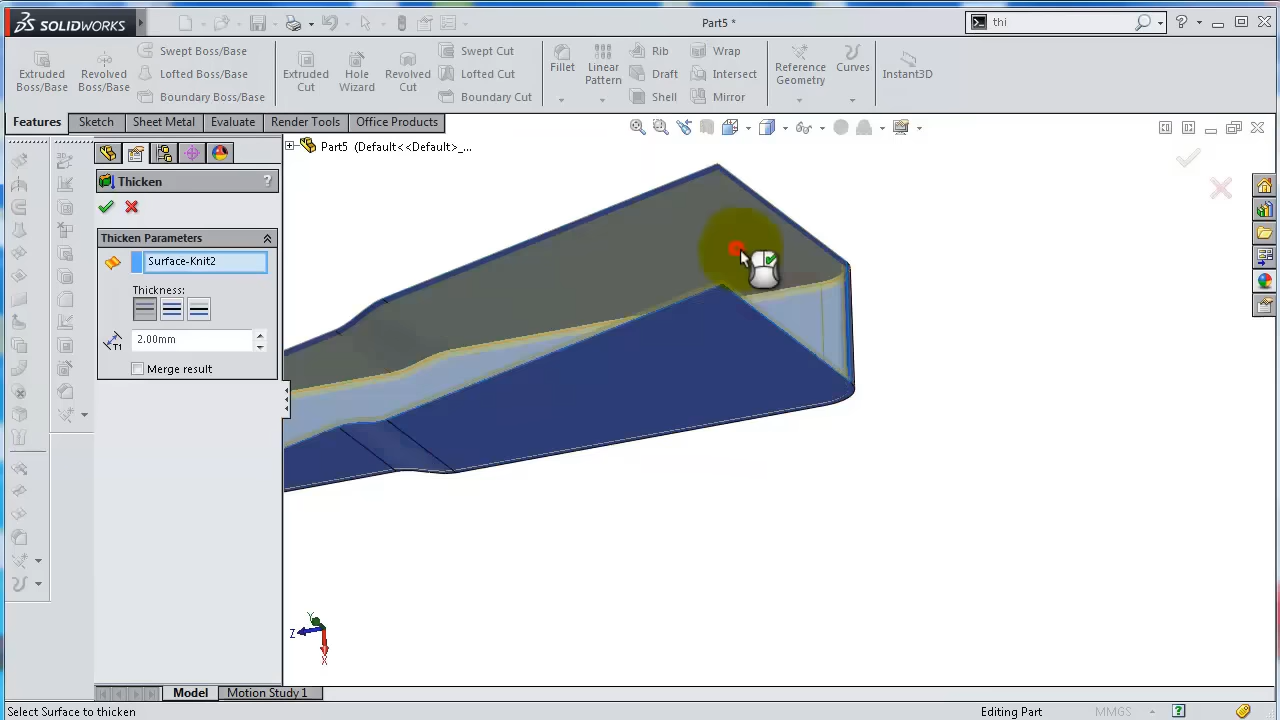 SOLIDWORKS
Part5 *
thi
Extruded Boss/Base
Revolved Boss/Base
Swept Boss/Base
Lofted Boss/Base
Boundary Boss/Base
Extruded Cut
Hole Wizard
Revolved Cut
Swept Cut
Lofted Cut
Boundary Cut
Fillet
Linear Pattern
Rib
Draft
Shell
Wrap
Intersect
Mirror
Reference Geometry
Curves
Instant3D
Features
Sketch
Sheet Metal
Evaluate
Render Tools
Office Products
Part5 (Default<<Default>_...
Thicken
?
Thicken Parameters
Surface-Knit2
Thickness:
T1
2.00mm
Merge result
Y
Z
X
Model
Motion Study 1
Select Surface to thicken
Editing Part
MMGS
?